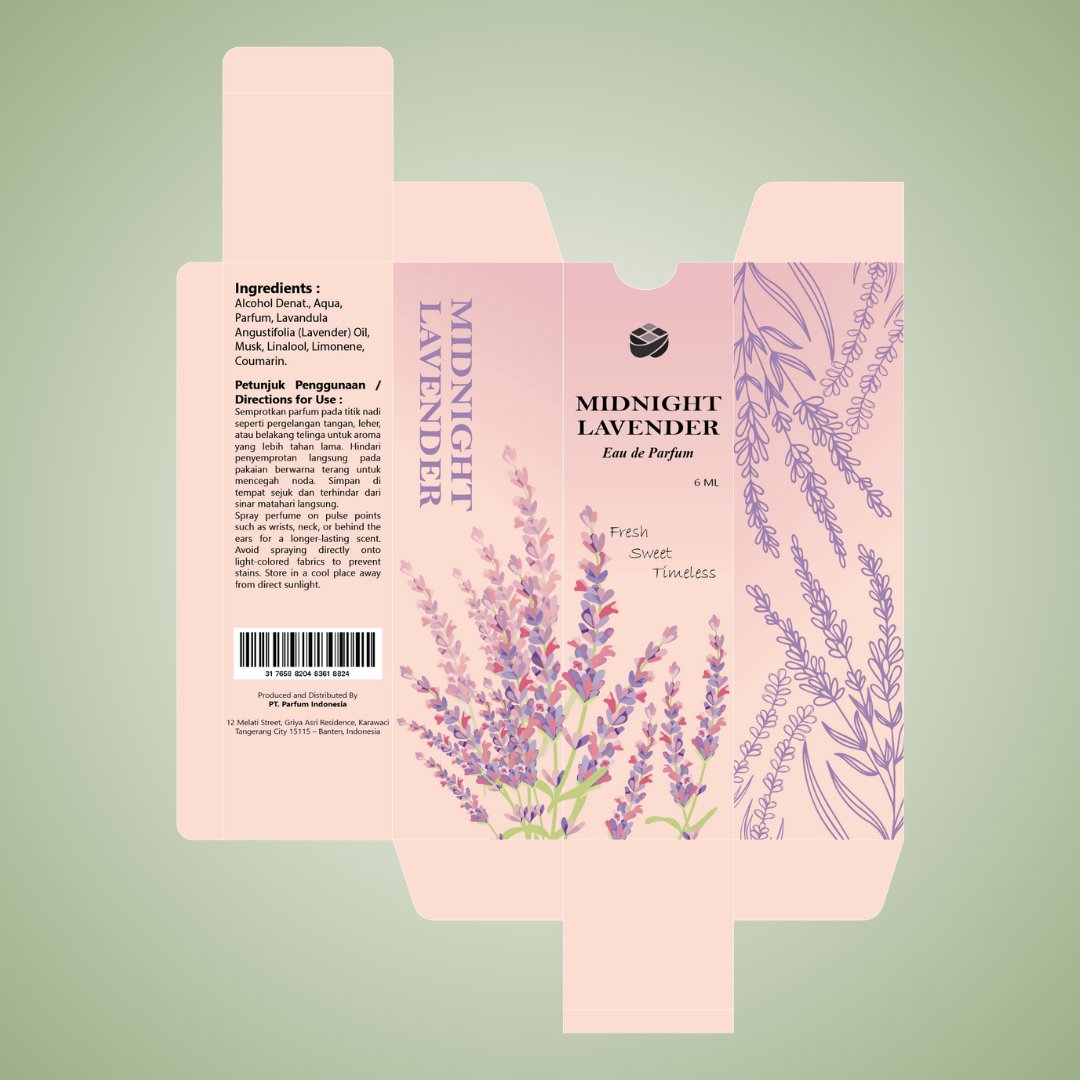 Ingredients :
Alcohol Denat., Aqua,
Parfum, Lavandula
Angustifolia (Lavender) Oil,
Musk, Linalool, Limonene,
Coumarin.
Petunjuk Penggunaan /
Directions for Use :
Semprotkan parfum pada titik nadi
seperti pergelangan tangan, leher,
atau belakang telinga untuk aroma
yang lebih tahan lama. Hindari
penyemprotan langsung pada
pakaian berwarna terang untuk
mencegah noda. Simpan di
tempat sejuk dan terhindar dari
sinar matahari langsung.
Spray perfume on pulse points
such as wrists, neck, or behind the
ears for a longer-lasting scent.
Avoid spraying directly onto
light-colored fabrics to prevent
stains. Store in a cool place away
from direct sunlight.
31 7658 8204 8361 8824
Produced and Distributed By
PT. Parfum Indonesia
12 Melati Street, Griya Asri Residence, Karawaci
Tangerang City 15115 – Banten, Indonesia
MIDNIGHT
LAVENDER
MIDNIGHT
LAVENDER
Eau de Parfum
6 ML
Fresh
Sweet
Timeless